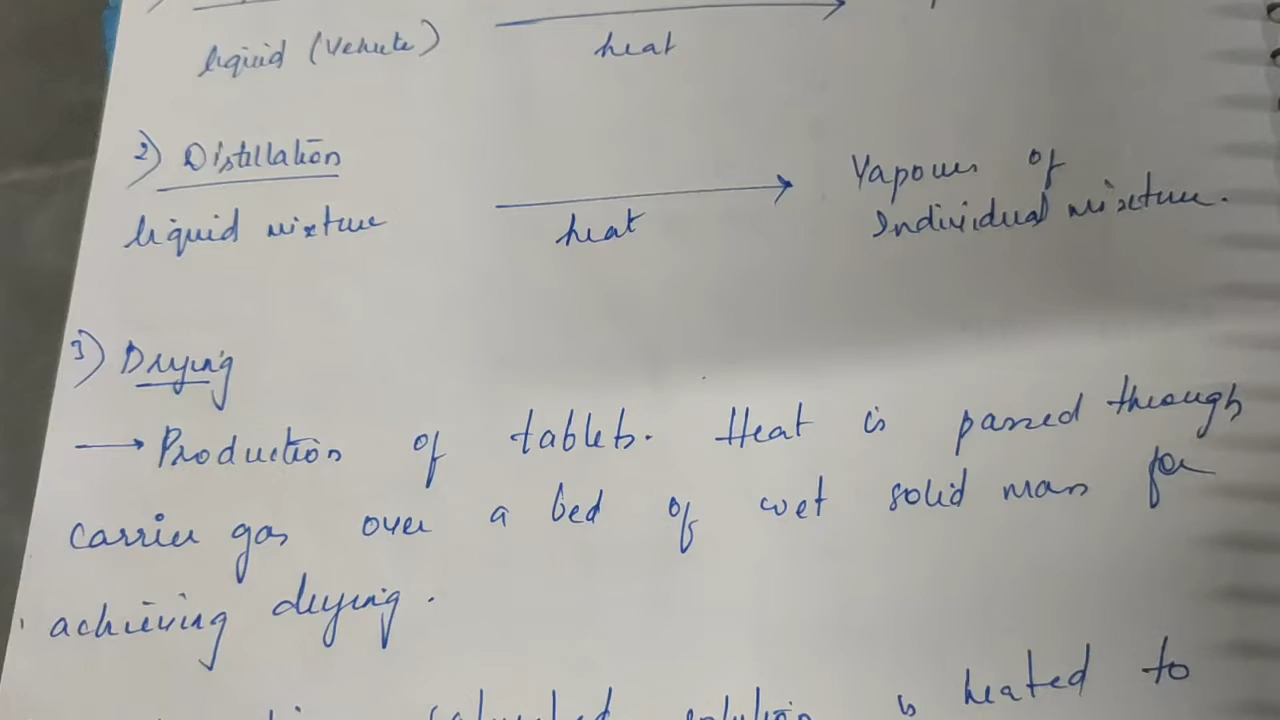 liquid (Vehicle) heat
2) Distillation
liquid mixture heat Vapours of
Individual mixture.
3) Drying
→ Production of tablets. Heat is passed through
carrier gas over a bed of wet solid mass for
achieving drying.
solution is heated to